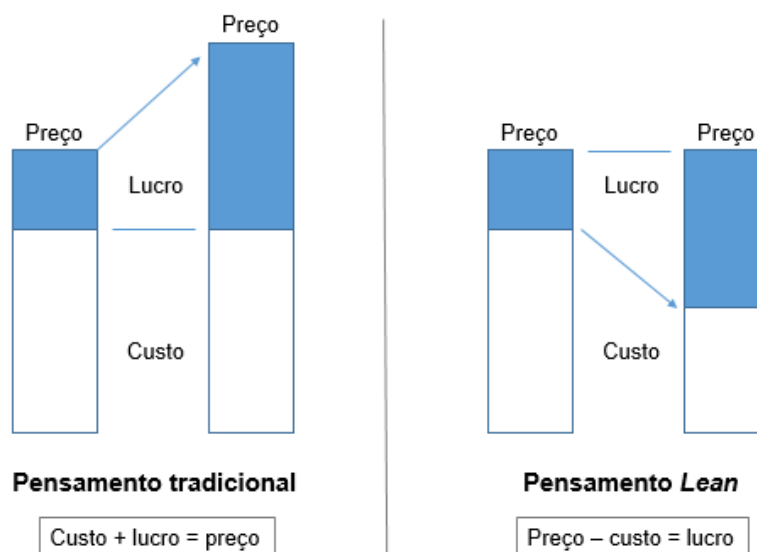 Preço
Preço
Lucro
Custo
Pensamento tradicional
Custo + lucro = preço
Preço
Preço
Lucro
Custo
Pensamento Lean
Preço – custo = lucro